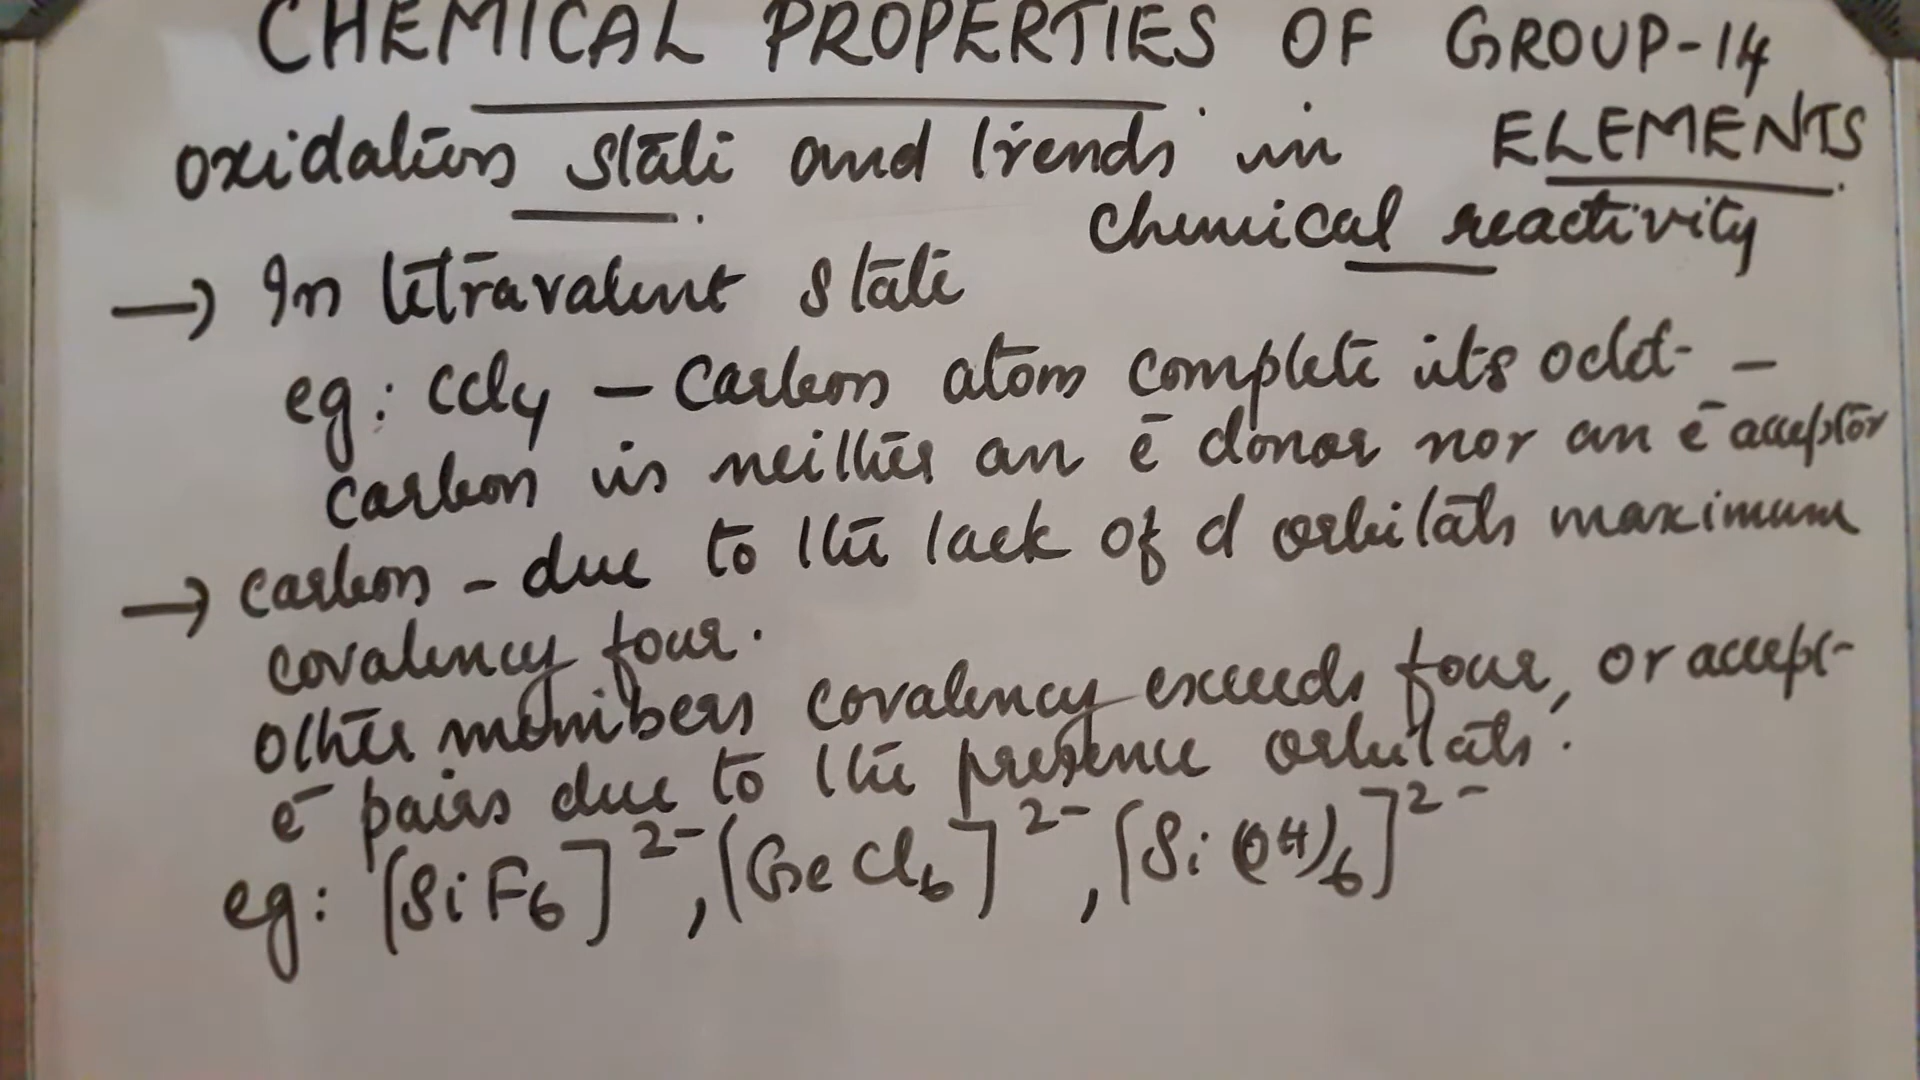 CHEMICAL PROPERTIES OF GROUP-14
ELEMENTS
oxidation state and trends in
chemical reactivity
→ In tetravalent state
eg: CCl4 – Carbon atom complete its octet –
carbon is neither an e̅ donor nor an e̅ acceptor
→ carbon – due to the lack of d orbitals maximum
covalency four.
other members covalency exceeds four, or accept
e̅ pairs due to the presence orbitals.
eg: [SiF6]2-, [GeCl6]2-, [Si(OH)6]2-